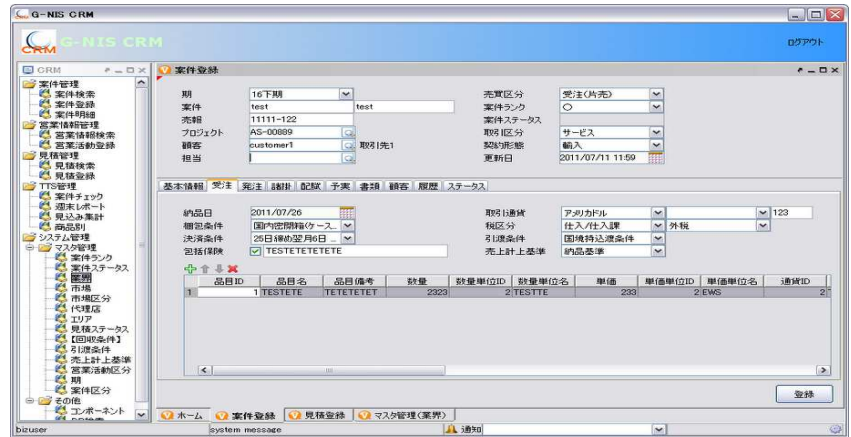 G-NIS CRM
CRM
G-NIS CRM
ログアウト
CRM
案件管理
案件検索
案件登録
案件明細
営業情報管理
営業情報検索
営業活動登録
見積管理
見積検索
見積登録
TTS管理
案件チェック
週末レポート
見込み集計
商品別
システム管理
マスタ管理
案件ランク
案件ステータス
業界
市場
市場区分
代理店
エリア
見積ステータス
【回収条件】
引渡条件
売上計上基準
営業活動区分
期
案件区分
その他
コンポーネント
案件登録
期 16下期 売買区分 受注(片売)
案件 test test 案件ランク ○
売報 11111-122 案件ステータス
プロジェクト AS-00889 取引区分 サービス
顧客 customer1 取引先1 契約形態 輸入
担当 更新日 2011/07/11 11:59
基本情報 受注 発注 諸掛 配賦 予実 書類 顧客 履歴 ステータス
納品日 2011/07/26 取引通貨 アメリカドル 123
梱包条件 国内密閉箱(ケース... 税区分 仕入/仕入課 外税
決済条件 25日締め翌月6日 ... 引渡条件 国境持込渡条件
包括保険 TESTETETETETE 売上計上基準 納品基準
品目ID 品目名 品目備考 数量 数量単位ID 数量単位名 単価 単価単位ID 単価単位名 通貨ID
1 1 TESTETE TETETETET 2323 2 TESTTE 233 2 EWS 2
登録
ホーム 案件登録 見積登録 マスタ管理(業界)
bizuser system message 通知